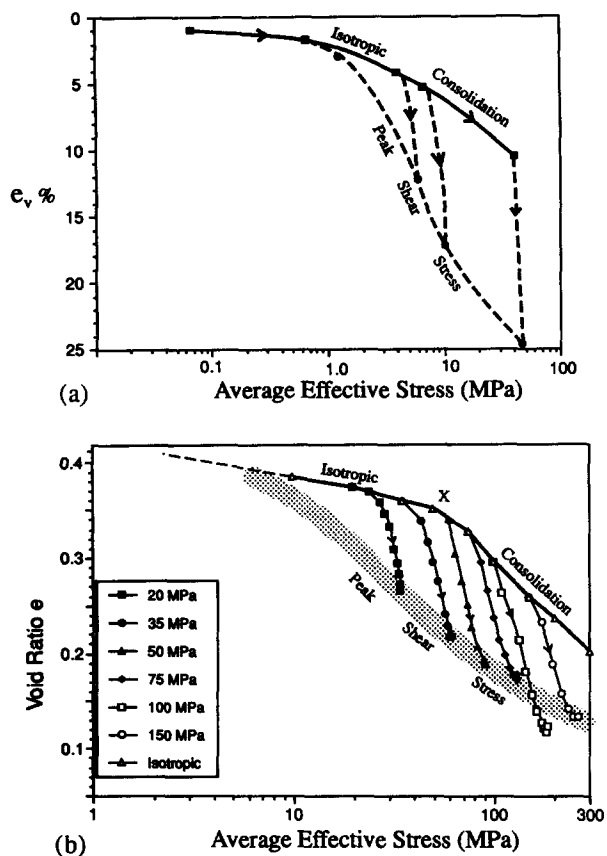 0
5
10
15
20
25
e_v %
0.1
1.0
10
100
Isotropic
Consolidation
Peak
Shear
Stress
(a)
Average Effective Stress (MPa)
0.4
0.3
0.2
0.1
Void Ratio e
Isotropic
X
Consolidation
Peak
Shear
Stress
20 MPa
35 MPa
50 MPa
75 MPa
100 MPa
150 MPa
Isotropic
1
10
100
300
(b)
Average Effective Stress (MPa)